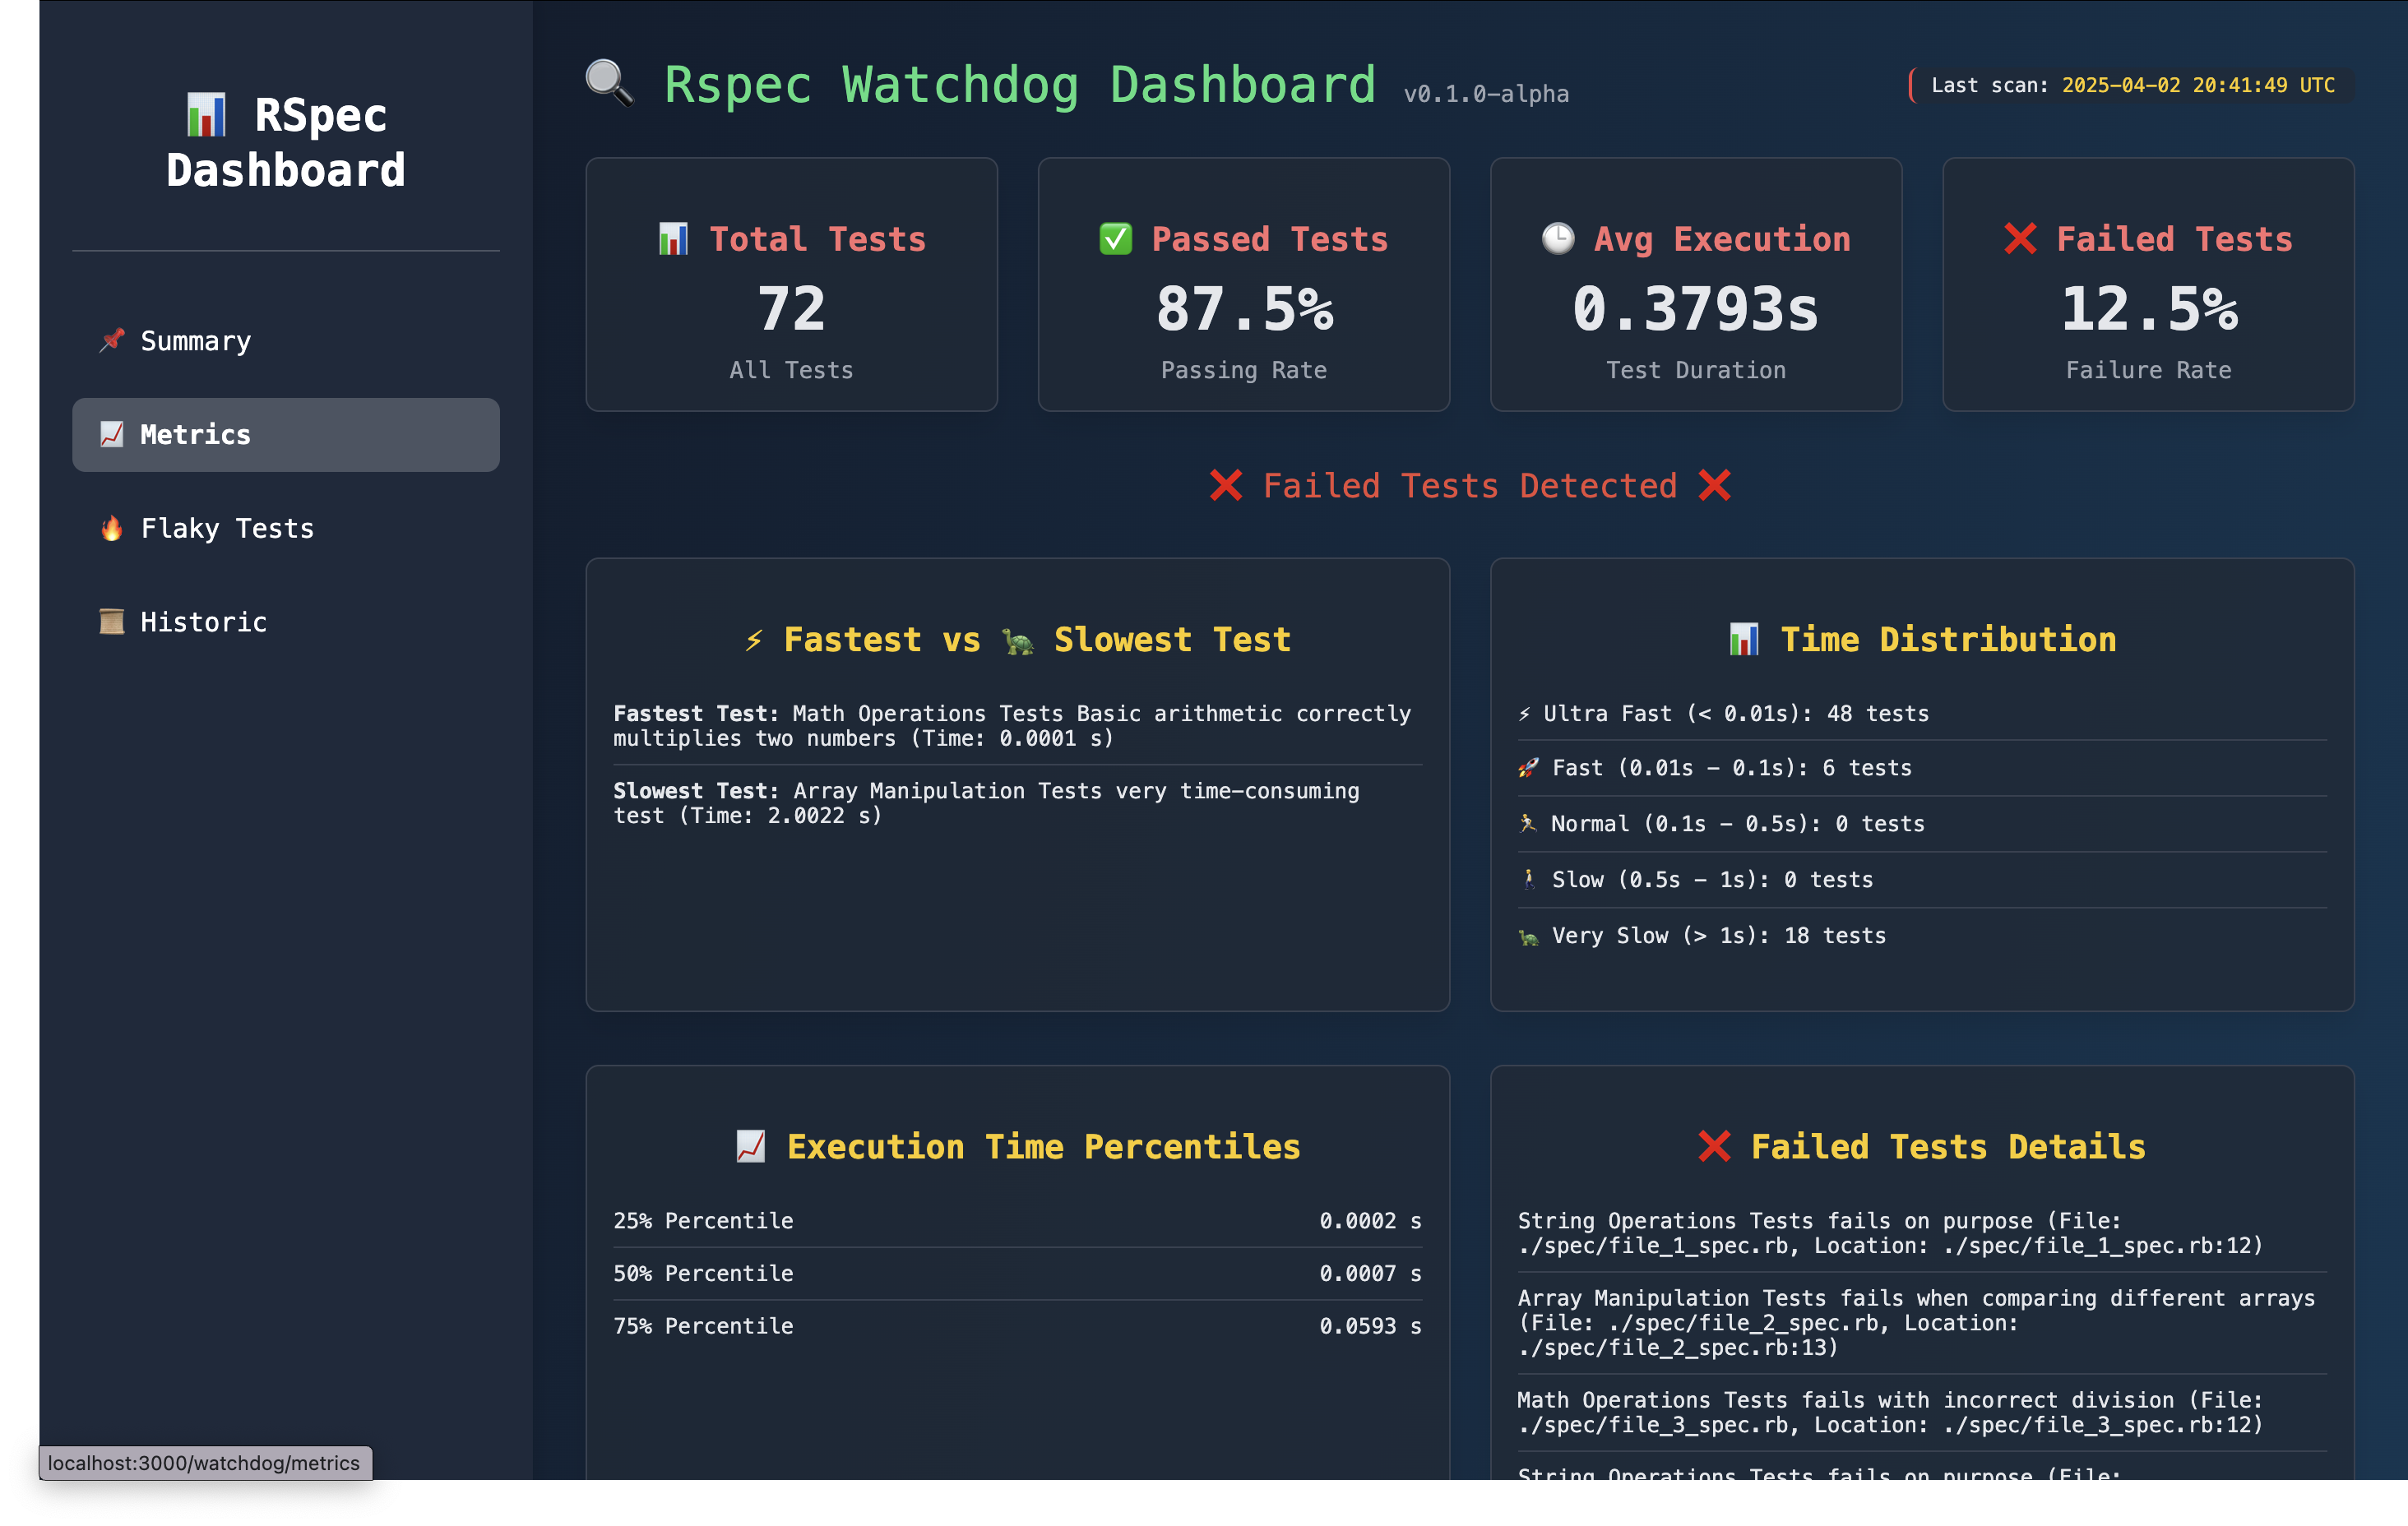 📊 RSpec
Dashboard
📌 Summary
📈 Metrics
🔥 Flaky Tests
📜 Historic
🔍 Rspec Watchdog Dashboard v0.1.0-alpha
Last scan: 2025-04-02 20:41:49 UTC
📊 Total Tests
72
All Tests
✅ Passed Tests
87.5%
Passing Rate
🕒 Avg Execution
0.3793s
Test Duration
❌ Failed Tests
12.5%
Failure Rate
❌ Failed Tests Detected ❌
⚡ Fastest vs 🐢 Slowest Test
Fastest Test: Math Operations Tests Basic arithmetic correctly
multiplies two numbers (Time: 0.0001 s)
Slowest Test: Array Manipulation Tests very time-consuming
test (Time: 2.0022 s)
📊 Time Distribution
⚡ Ultra Fast (< 0.01s): 48 tests
🚀 Fast (0.01s - 0.1s): 6 tests
🏃 Normal (0.1s - 0.5s): 0 tests
🚶 Slow (0.5s - 1s): 0 tests
🐢 Very Slow (> 1s): 18 tests
📈 Execution Time Percentiles
25% Percentile 0.0002 s
50% Percentile 0.0007 s
75% Percentile 0.0593 s
❌ Failed Tests Details
String Operations Tests fails on purpose (File:
./spec/file_1_spec.rb, Location: ./spec/file_1_spec.rb:12)
Array Manipulation Tests fails when comparing different arrays
(File: ./spec/file_2_spec.rb, Location:
./spec/file_2_spec.rb:13)
Math Operations Tests fails with incorrect division (File:
./spec/file_3_spec.rb, Location: ./spec/file_3_spec.rb:12)
String Operations Tests fails on purpose (File:
localhost:3000/watchdog/metrics